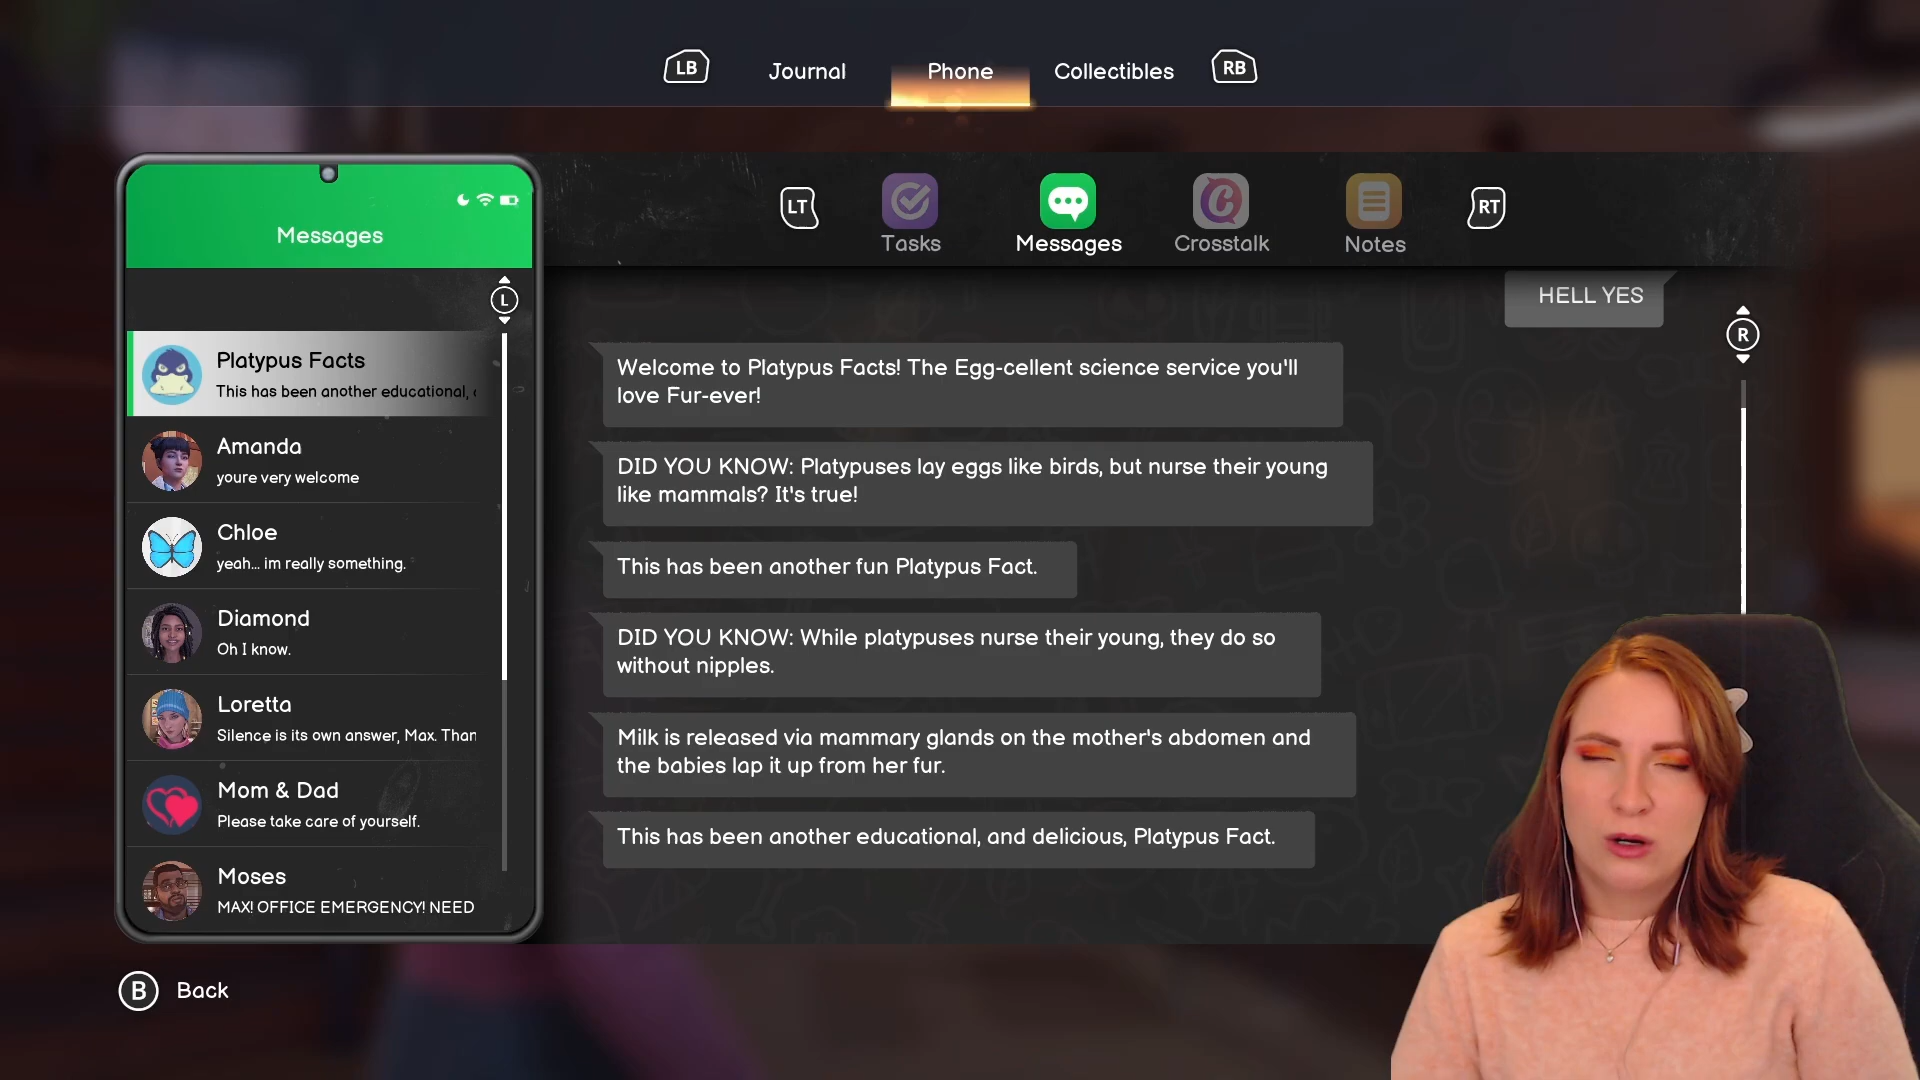 LB Journal Phone Collectibles RB
Messages
Platypus Facts
This has been another educational,
Amanda
youre very welcome
Chloe
yeah... im really something.
Diamond
Oh I know.
Loretta
Silence is its own answer, Max. Than
Mom & Dad
Please take care of yourself.
Moses
MAX! OFFICE EMERGENCY! NEED
L
LT Tasks Messages Crosstalk Notes RT
HELL YES
R
Welcome to Platypus Facts! The Egg-cellent science service you'll
love Fur-ever!
DID YOU KNOW: Platypuses lay eggs like birds, but nurse their young
like mammals? It's true!
This has been another fun Platypus Fact.
DID YOU KNOW: While platypuses nurse their young, they do so
without nipples.
Milk is released via mammary glands on the mother's abdomen and
the babies lap it up from her fur.
This has been another educational, and delicious, Platypus Fact.
B Back